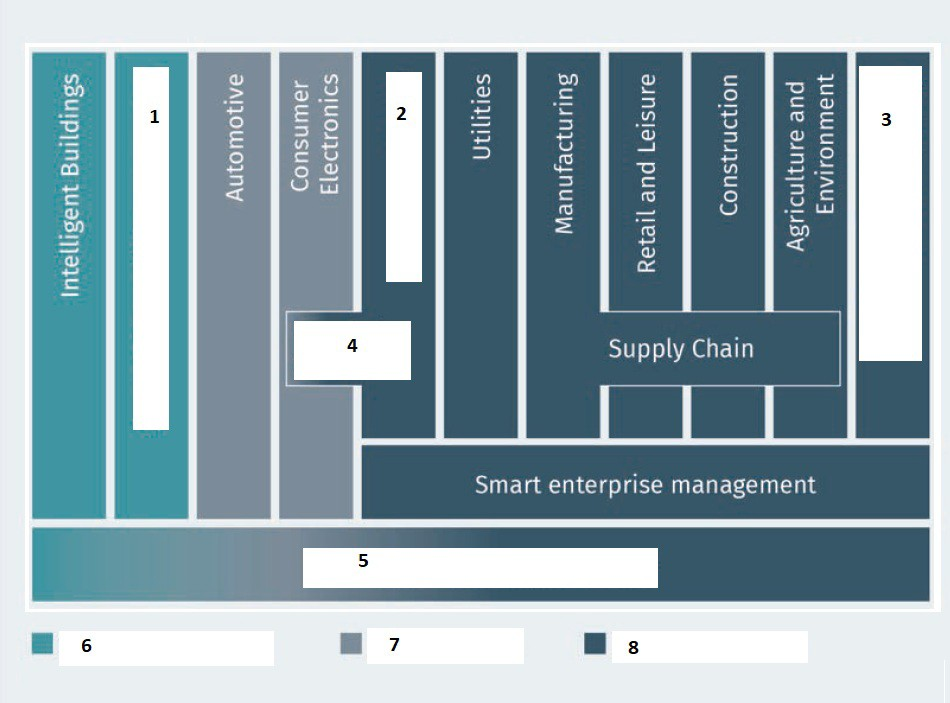 Intelligent Buildings
1
Automotive
Consumer
Electronics
2
Utilities
Manufacturing
Retail and Leisure
Construction
Agriculture and
Environment
3
4
Supply Chain
Smart enterprise management
5
6
7
8